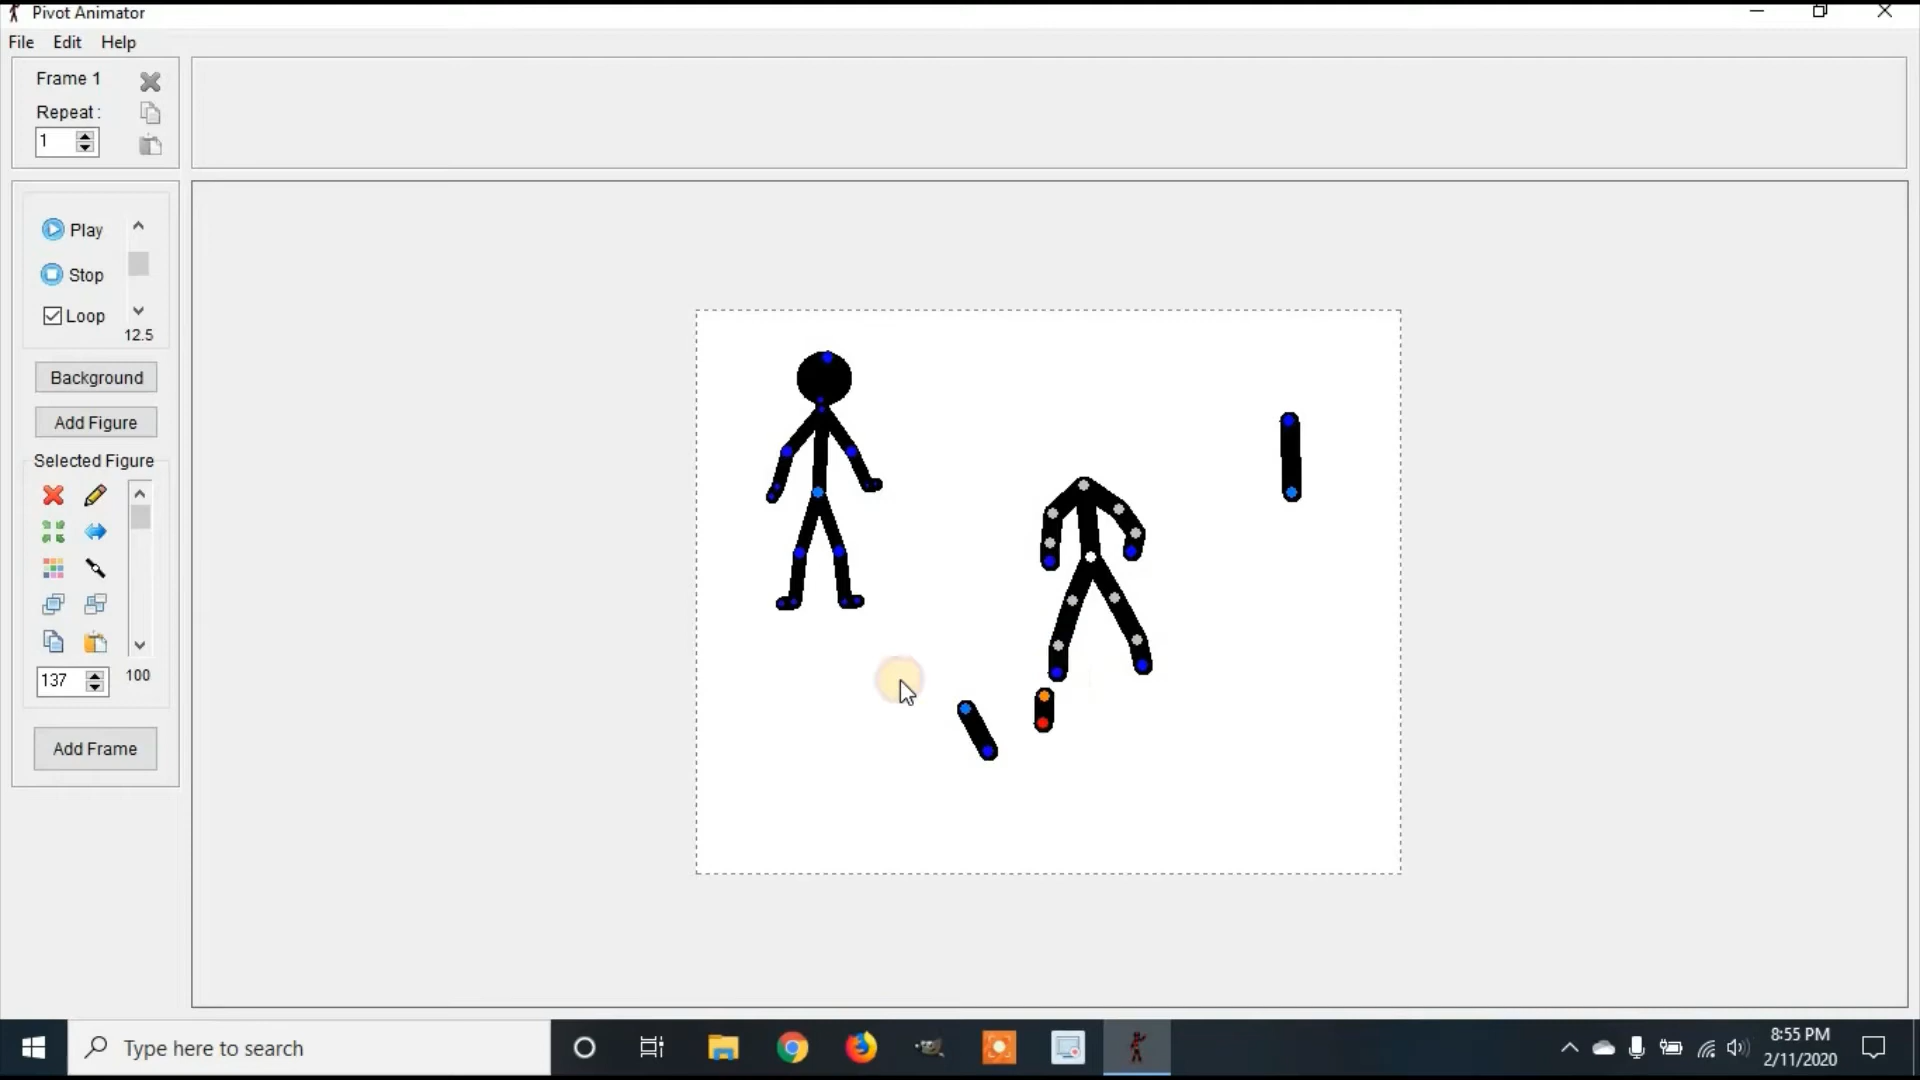 Pivot Animator
File Edit Help
Frame 1
Repeat :
1
Play
Stop
Loop
12.5
Background
Add Figure
Selected Figure
137
100
Add Frame
Type here to search
8:55 PM
2/11/2020